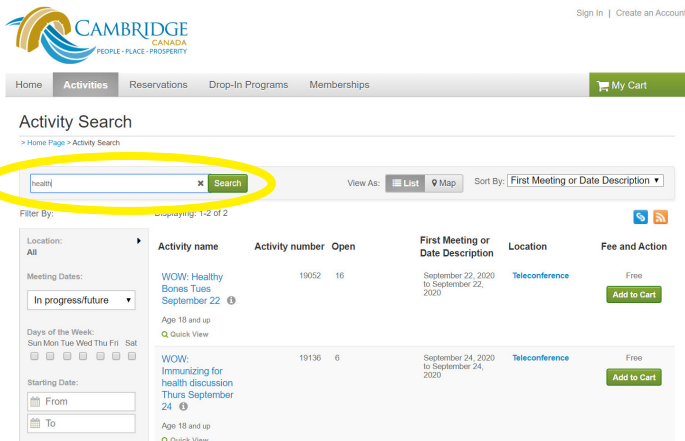 Sign In | Create an Account
CAMBRIDGE
CANADA
PEOPLE • PLACE • PROSPERITY
Home Activities Reservations Drop-In Programs Memberships My Cart
Activity Search
> Home Page > Activity Search
health × Search View As: List Map Sort By: First Meeting or Date Description
Filter By: Displaying: 1-2 of 2
Location:
All
Meeting Dates:
In progress/future
Days of the Week:
Sun Mon Tue Wed Thu Fri Sat
Starting Date:
From
To
Activity name Activity number Open First Meeting or Date Description Location Fee and Action
WOW: Healthy
Bones Tues
September 22
19052 16 September 22, 2020
to September 22,
2020
Teleconference Free
Add to Cart
Age 18 and up
Quick View
WOW:
Immunizing for
health discussion
Thurs September
24
19136 6 September 24, 2020
to September 24,
2020
Teleconference Free
Add to Cart
Age 18 and up
Quick View